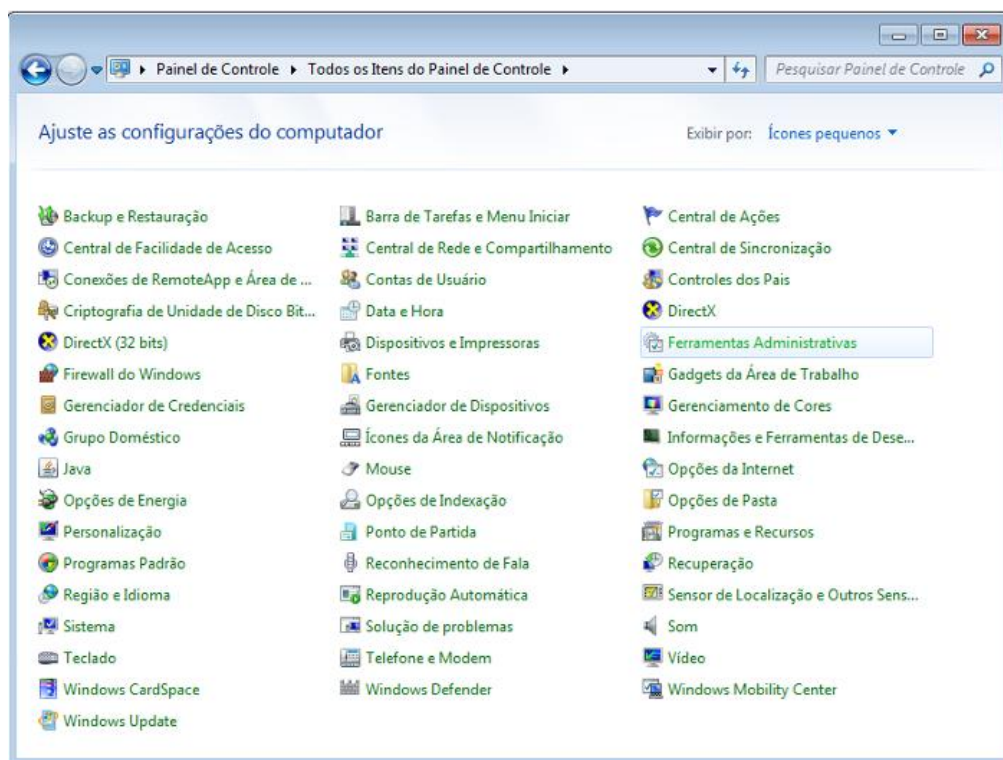 Painel de Controle Todos os Itens do Painel de Controle Pesquisar Painel de Controle
Ajuste as configurações do computador Exibir por: Ícones pequenos
Backup e Restauração Barra de Tarefas e Menu Iniciar Central de Ações
Central de Facilidade de Acesso Central de Rede e Compartilhamento Central de Sincronização
Conexões de RemoteApp e Área de ... Contas de Usuário Controles dos Pais
Criptografia de Unidade de Disco Bit... Data e Hora DirectX
DirectX (32 bits) Dispositivos e Impressoras Ferramentas Administrativas
Firewall do Windows Fontes Gadgets da Área de Trabalho
Gerenciador de Credenciais Gerenciador de Dispositivos Gerenciamento de Cores
Grupo Doméstico Ícones da Área de Notificação Informações e Ferramentas de Dese...
Java Mouse Opções da Internet
Opções de Energia Opções de Indexação Opções de Pasta
Personalização Ponto de Partida Programas e Recursos
Programas Padrão Reconhecimento de Fala Recuperação
Região e Idioma Reprodução Automática Sensor de Localização e Outros Sens...
Sistema Solução de problemas Som
Teclado Telefone e Modem Vídeo
Windows CardSpace Windows Defender Windows Mobility Center
Windows Update